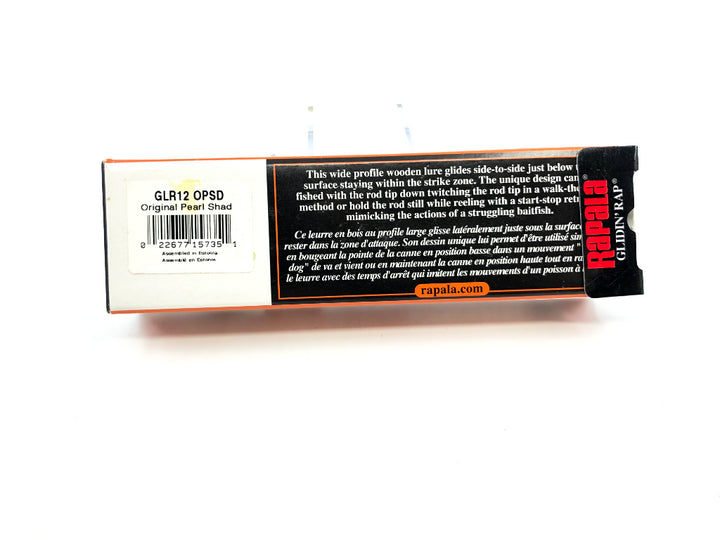 GLR12 OPSD
Original Pearl Shad
0 22677 15735 1
Assembled in Estonia
Assemblé en Estonie
This wide profile wooden lure glides side-to-side just below
surface staying within the strike zone. The unique design can
fished with the rod tip down twitching the rod tip in a walk-the-
method or hold the rod still while reeling with a start-stop
mimicking the actions of a struggling baitfish.
Ce leurre en bois au profile large glisse latéralement juste sous la surface
rester dans la zone d'attaque. Son dessin unique lui permet d'être utilisé
en bougeant la pointe de la canne en position basse dans un mouvement "
dog" de va et vient ou en maintenant la canne en position haute tout en
le leurre avec des temps d'arrêt qui imitent les mouvements d'un poisson à
rapala.com
Rapala
GLIDIN' RAP®